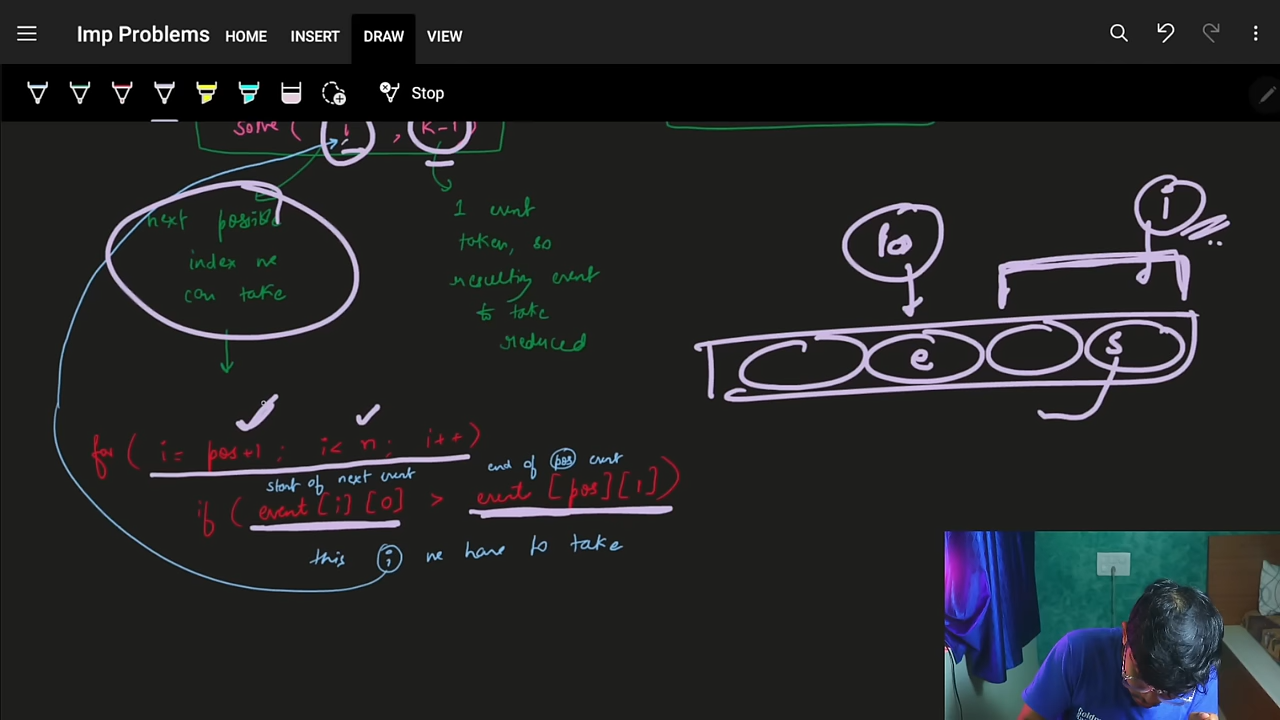 Imp Problems HOME INSERT DRAW VIEW
Stop
solve ( i , k-1 )
next possible
index we
can take
1 event
taken, so
resulting event
to take
reduced
i
e
s
for ( i = pos+1 ; i < n ; i++ )
start of next event
end of pos event
if ( event [i] [0] > event [pos] [1] )
this i we have to take